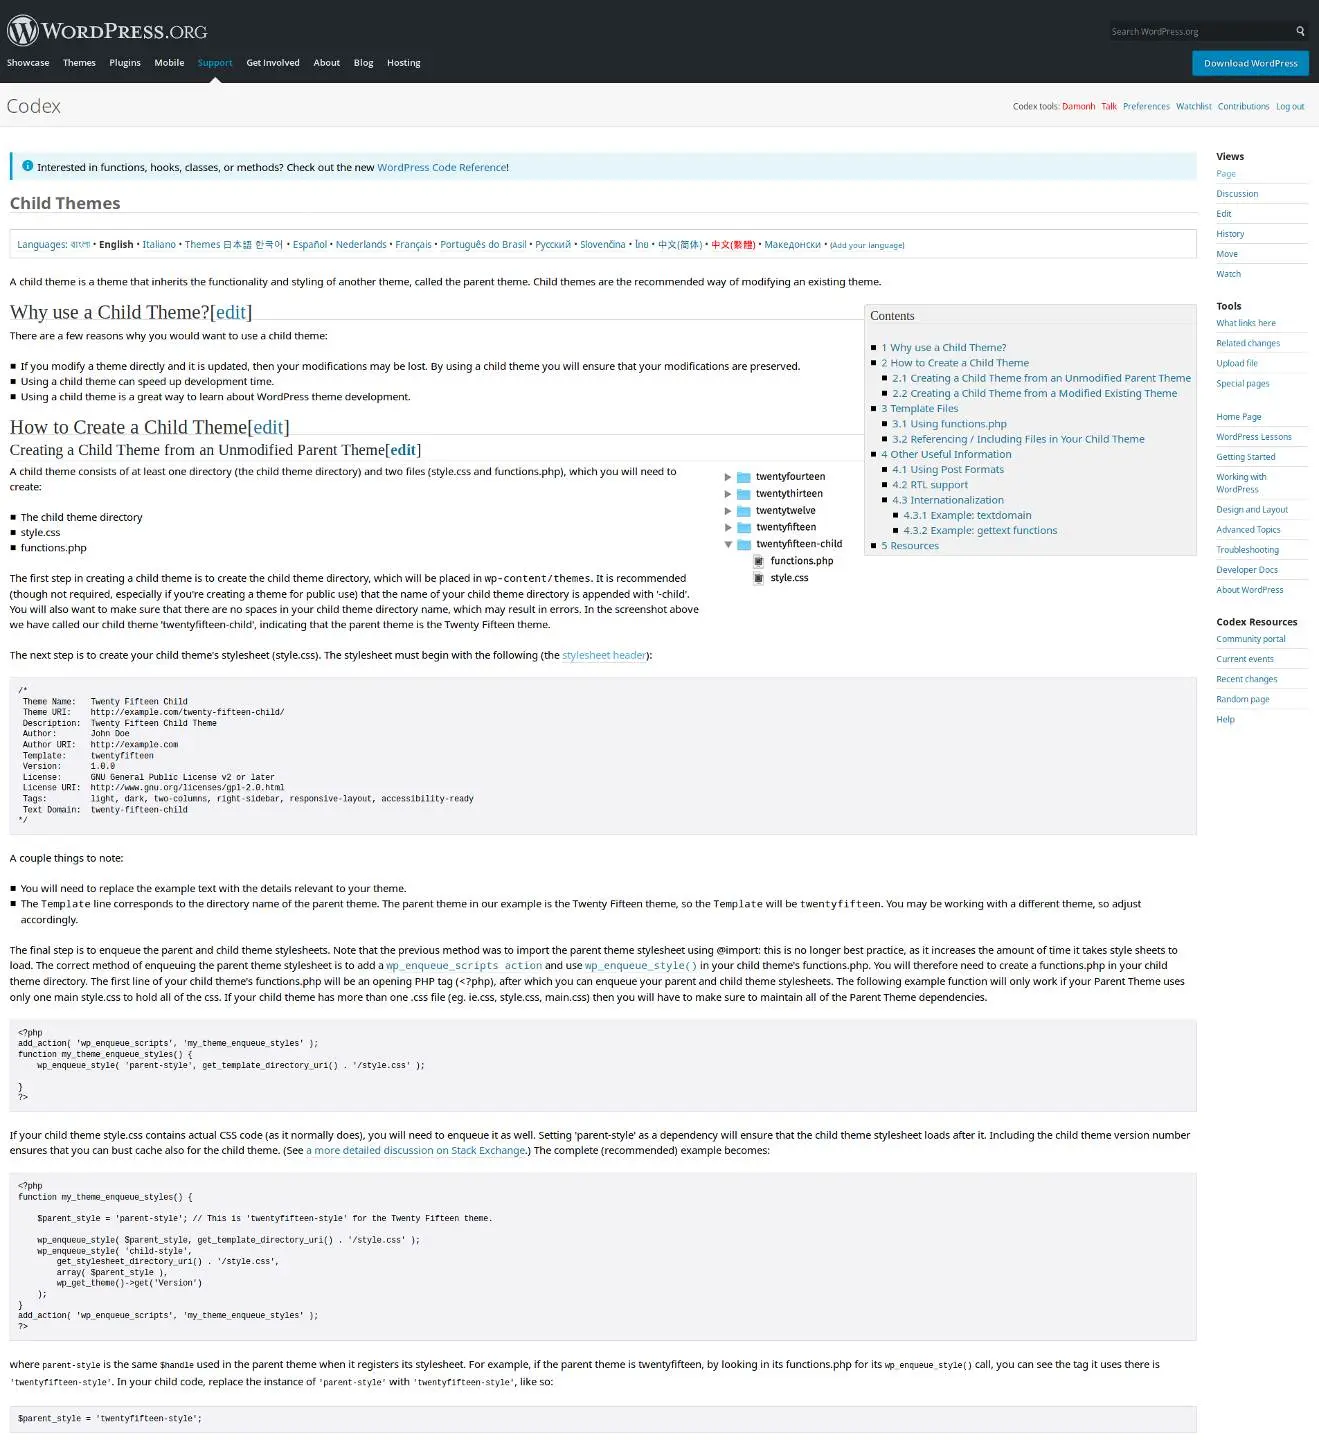 WORDPRESS.ORG
Search WordPress.org
Showcase Themes Plugins Mobile Support Get Involved About Blog Hosting
Download WordPress
Codex
Codex tools: Damonh Talk Preferences Watchlist Contributions Log out
Interested in functions, hooks, classes, or methods? Check out the new WordPress Code Reference!
Child Themes
Languages: বাংলা • English • Italiano • Themes 日本語 한국어 • Español • Nederlands • Français • Português do Brasil • Русский • Slovenčina • ไทย • 中文(简体) • 中文(繁體) • Македонски • (Add your language)
A child theme is a theme that inherits the functionality and styling of another theme, called the parent theme. Child themes are the recommended way of modifying an existing theme.
Why use a Child Theme?[edit]
There are a few reasons why you would want to use a child theme:
If you modify a theme directly and it is updated, then your modifications may be lost. By using a child theme you will ensure that your modifications are preserved.
Using a child theme can speed up development time.
Using a child theme is a great way to learn about WordPress theme development.
Contents
1 Why use a Child Theme?
2 How to Create a Child Theme
2.1 Creating a Child Theme from an Unmodified Parent Theme
2.2 Creating a Child Theme from a Modified Existing Theme
3 Template Files
3.1 Using functions.php
3.2 Referencing / Including Files in Your Child Theme
4 Other Useful Information
4.1 Using Post Formats
4.2 RTL support
4.3 Internationalization
4.3.1 Example: textdomain
4.3.2 Example: gettext functions
5 Resources
How to Create a Child Theme[edit]
Creating a Child Theme from an Unmodified Parent Theme[edit]
A child theme consists of at least one directory (the child theme directory) and two files (style.css and functions.php), which you will need to
create:
The child theme directory
style.css
functions.php
twentyfourteen
twentythirteen
twentytwelve
twentyfifteen
twentyfifteen-child
functions.php
style.css
The first step in creating a child theme is to create the child theme directory, which will be placed in wp-content/themes. It is recommended
(though not required, especially if you're creating a theme for public use) that the name of your child theme directory is appended with '-child'.
You will also want to make sure that there are no spaces in your child theme directory name, which may result in errors. In the screenshot above
we have called our child theme 'twentyfifteen-child', indicating that the parent theme is the Twenty Fifteen theme.
The next step is to create your child theme's stylesheet (style.css). The stylesheet must begin with the following (the stylesheet header):
/*
Theme Name: Twenty Fifteen Child
Theme URI: http://example.com/twenty-fifteen-child/
Description: Twenty Fifteen Child Theme
Author: John Doe
Author URI: http://example.com
Template: twentyfifteen
Version: 1.0.0
License: GNU General Public License v2 or later
License URI: http://www.gnu.org/licenses/gpl-2.0.html
Tags: light, dark, two-columns, right-sidebar, responsive-layout, accessibility-ready
Text Domain: twenty-fifteen-child
*/
A couple things to note:
You will need to replace the example text with the details relevant to your theme.
The Template line corresponds to the directory name of the parent theme. The parent theme in our example is the Twenty Fifteen theme, so the Template will be twentyfifteen. You may be working with a different theme, so adjust
accordingly.
The final step is to enqueue the parent and child theme stylesheets. Note that the previous method was to import the parent theme stylesheet using @import: this is no longer best practice, as it increases the amount of time it takes style sheets to
load. The correct method of enqueuing the parent theme stylesheet is to add a wp_enqueue_scripts action and use wp_enqueue_style() in your child theme's functions.php. You will therefore need to create a functions.php in your child
theme directory. The first line of your child theme's functions.php will be an opening PHP tag (<?php), after which you can enqueue your parent and child theme stylesheets. The following example function will only work if your Parent Theme uses
only one main style.css to hold all of the css. If your child theme has more than one .css file (eg. ie.css, style.css, main.css) then you will have to make sure to maintain all of the Parent Theme dependencies.
<?php
add_action( 'wp_enqueue_scripts', 'my_theme_enqueue_styles' );
function my_theme_enqueue_styles() {
wp_enqueue_style( 'parent-style', get_template_directory_uri() . '/style.css' );
}
?>
If your child theme style.css contains actual CSS code (as it normally does), you will need to enqueue it as well. Setting 'parent-style' as a dependency will ensure that the child theme stylesheet loads after it. Including the child theme version number
ensures that you can bust cache also for the child theme. (See a more detailed discussion on Stack Exchange.) The complete (recommended) example becomes:
<?php
function my_theme_enqueue_styles() {
$parent_style = 'parent-style'; // This is 'twentyfifteen-style' for the Twenty Fifteen theme.
wp_enqueue_style( $parent_style, get_template_directory_uri() . '/style.css' );
wp_enqueue_style( 'child-style',
get_stylesheet_directory_uri() . '/style.css',
array( $parent_style ),
wp_get_theme()->get('Version')
);
}
add_action( 'wp_enqueue_scripts', 'my_theme_enqueue_styles' );
?>
where parent-style is the same $handle used in the parent theme when it registers its stylesheet. For example, if the parent theme is twentyfifteen, by looking in its functions.php for its wp_enqueue_style() call, you can see the tag it uses there is
'twentyfifteen-style'. In your child code, replace the instance of 'parent-style' with 'twentyfifteen-style', like so:
$parent_style = 'twentyfifteen-style';
Views
Page
Discussion
Edit
History
Move
Watch
Tools
What links here
Related changes
Upload file
Special pages
Home Page
WordPress Lessons
Getting Started
Working with
WordPress
Design and Layout
Advanced Topics
Troubleshooting
Developer Docs
About WordPress
Codex Resources
Community portal
Current events
Recent changes
Random page
Help